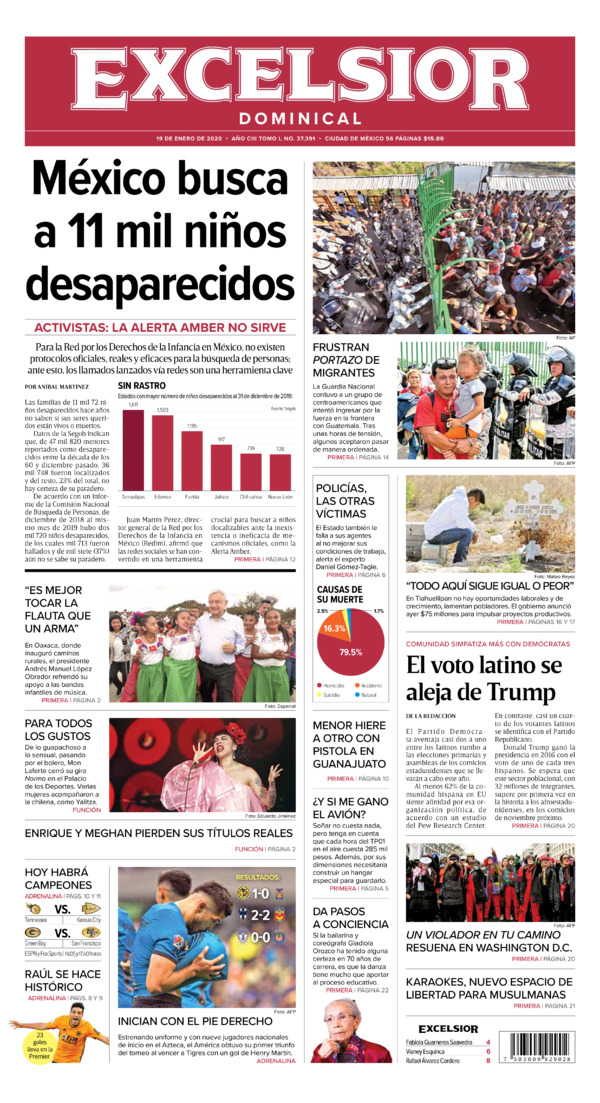 EXCELSIOR
DOMINICAL
19 DE ENERO DE 2020 • AÑO CIII TOMO I, NO. 37,391 • CIUDAD DE MÉXICO 56 PÁGINAS $15.00
México busca
a 11 mil niños
desaparecidos
ACTIVISTAS: LA ALERTA AMBER NO SIRVE
Para la Red por los Derechos de la Infancia en México, no existen
protocolos oficiales, reales y eficaces para la búsqueda de personas;
ante esto, los llamados lanzados vía redes son una herramienta clave
POR ANÍBAL MARTÍNEZ
Las familias de 11 mil 72 ni-
ños desaparecidos hace años
no saben si sus seres queri-
dos están vivos o muertos.
Datos de la Segob indican
que, de 47 mil 820 menores
reportados como desapare-
cidos entre la década de los
60 y diciembre pasado, 36
mil 748 fueron localizados
y del resto, 23% del total, no
hay certeza de su paradero.
De acuerdo con un infor-
me de la Comisión Nacional
de Búsqueda de Personas, de
diciembre de 2018 al mis-
mo mes de 2019 hubo dos
mil 720 niños desaparecidos,
de los cuales mil 713 fueron
hallados y de mil siete (37%)
aún no se sabe su paradero.
SIN RASTRO
Estados con mayor número de niños desaparecidos al 31 de diciembre de 2019:
Fuente: Segob
1,611
1,503
1,195
917
739
726
Tamaulipas
Edomex
Puebla
Jalisco
Chihuahua
Nuevo León
Juan Martín Pérez, direc-
tor general de la Red por los
Derechos de la Infancia en
México (Redim), afirmó que
las redes sociales se han con-
vertido en una herramienta
crucial para buscar a niños
localizables ante la inexis-
tencia o ineficacia de me-
canismos oficiales, como la
Alerta Amber.
PRIMERA | PÁGINA 12
Foto: AP
FRUSTRAN
PORTAZO DE
MIGRANTES
La Guardia Nacional
contuvo a un grupo de
centroamericanos que
intentó ingresar por la
fuerza en la frontera
con Guatemala. Tras
unas horas de tensión,
algunos aceptaron pasar
de manera ordenada.
PRIMERA | PÁGINA 14
Foto: AFP
POLICÍAS,
LAS OTRAS
VÍCTIMAS
El Estado también le
falla a sus agentes
al no mejorar sus
condiciones de trabajo,
alerta el experto
Daniel Gómez-Tagle.
PRIMERA | PÁGINA 6
CAUSAS DE
SU MUERTE
2.5%
1.7%
16.3%
79.5%
Homicidio
Accidente
Suicidio
Natural
Foto: Mateo Reyes
“TODO AQUÍ SIGUE IGUAL O PEOR”
En Tlahuelilpan no hay oportunidades laborales y de
crecimiento, lamentan pobladores. El gobierno anunció
ayer $75 millones para impulsar proyectos productivos.
PRIMERA | PÁGINAS 16 Y 17
“ES MEJOR
TOCAR LA
FLAUTA QUE
UN ARMA”
En Oaxaca, donde
inauguró caminos
rurales, el presidente
Andrés Manuel López
Obrador refrendó su
apoyo a las bandas
infantiles de música.
PRIMERA | PÁGINA 2
Foto: Especial
COMUNIDAD SIMPATIZA MÁS CON DEMÓCRATAS
El voto latino se
aleja de Trump
DE LA REDACCIÓN
El Partido Demócra-
ta aventaja casi dos a uno
entre los latinos rumbo a
las elecciones primarias y
asambleas de los comicios
estadunidenses que se lle-
varán a cabo este año.
Al menos 62% de la co-
munidad hispana en EU
siente afinidad por esa or-
ganización política, de
acuerdo con un estudio
del Pew Research Center.
En contraste, casi un cuar-
to de los votantes latinos
se identifica con el Partido
Republicano.
Donald Trump ganó la
presidencia en 2016 con el
voto de uno de cada tres
hispanos. Se espera que
este sector poblacional, con
32 millones de integrantes,
supere por primera vez en
la historia a los afroestadu-
nidenses, en los comicios
de noviembre próximo.
PRIMERA | PÁGINA 20
PARA TODOS
LOS GUSTOS
De lo guapachoso a
lo sensual, pasando
por el bolero, Mon
Laferte cerró su gira
Norma en el Palacio
de los Deportes. Varias
mujeres acompañaron a
la chilena, como Yalitza.
FUNCIÓN
Foto: Eduardo Jiménez
MENOR HIERE
A OTRO CON
PISTOLA EN
GUANAJUATO
PRIMERA | PÁGINA 10
ENRIQUE Y MEGHAN PIERDEN SUS TÍTULOS REALES
FUNCIÓN | PÁGINA 2
¿Y SI ME GANO
EL AVIÓN?
Soñar no cuesta nada,
pero tenga en cuenta
que cada hora del TP01
en el aire cuesta 285 mil
pesos. Además, por sus
dimensiones necesitaría
construir un hangar
especial para guardarlo.
PRIMERA | PÁGINA 5
Foto: AFP
UN VIOLADOR EN TU CAMINO
RESUENA EN WASHINGTON D.C.
PRIMERA | PÁGINA 20
HOY HABRÁ
CAMPEONES
ADRENALINA | PÁGS. 10 Y 11
VS.
Tennessee
Kansas City
VS.
Green Bay
San Francisco
ESPN y Fox Sports | 14:05 y 17:40 horas
RAÚL SE HACE
HISTÓRICO
ADRENALINA | PÁGS. 8 Y 9
23
goles
lleva en la
Premier.
RESULTADOS:
1-0
2-2
0-0
Foto: AFP
INICIAN CON EL PIE DERECHO
Estrenando uniforme y con nueve jugadores nacionales
de inicio en el Azteca, el América obtuvo su primer triunfo
del torneo al vencer a Tigres con un gol de Henry Martín.
ADRENALINA
DA PASOS
A CONCIENCIA
Si la bailarina y
coreógrafa Gladiola
Orozco ha tenido alguna
certeza en 70 años de
carrera, es que la danza
tiene mucho que aportar
al proceso educativo.
PRIMERA | PÁGINA 22
KARAOKES, NUEVO ESPACIO DE
LIBERTAD PARA MUSULMANAS
PRIMERA | PÁGINA 21
EXCELSIOR
Fabiola Guarneros Saavedra 4
Vianey Esquinca 6
Rafael Álvarez Cordero 8
7 503009 929028